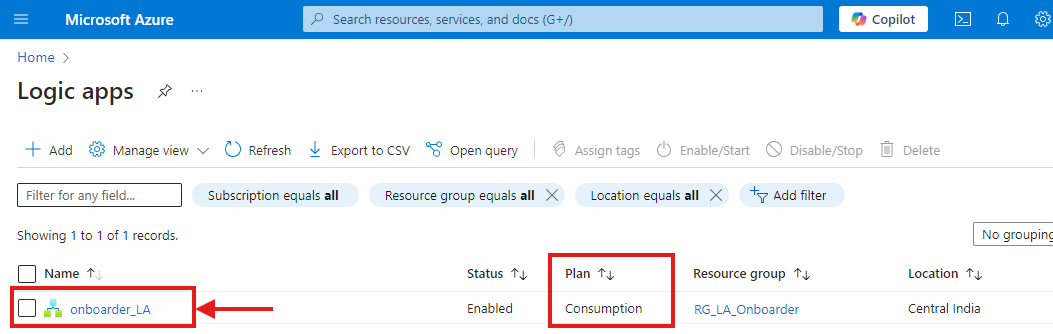 Microsoft Azure
Search resources, services, and docs (G+/)
Copilot
Home
Logic apps
Add
Manage view
Refresh
Export to CSV
Open query
Assign tags
Enable/Start
Disable/Stop
Delete
Filter for any field...
Subscription equals all
Resource group equals all
Location equals all
Add filter
Showing 1 to 1 of 1 records.
No grouping
Name Status Plan Resource group Location
onboarder_LA Enabled Consumption RG_LA_Onboarder Central India